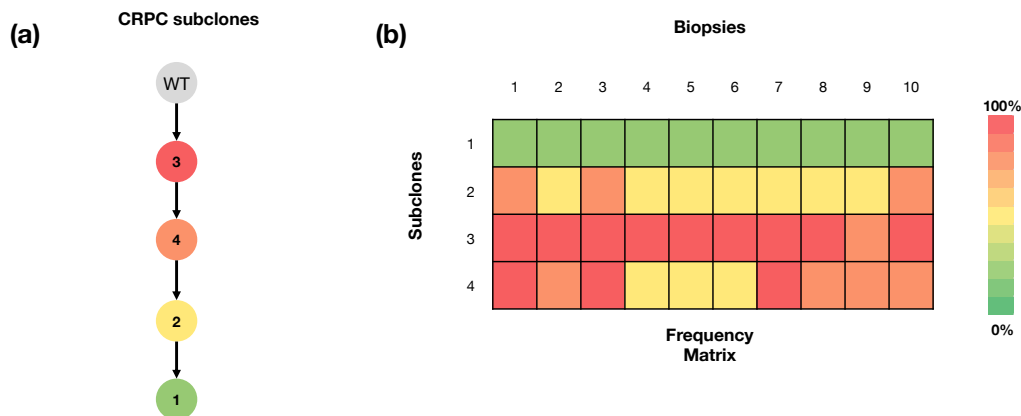 (a)
CRPC subclones
WT
3
4
2
1
(b)
Biopsies
1 2 3 4 5 6 7 8 9 10
Subclones
1
2
3
4
Frequency
Matrix
100%
0%